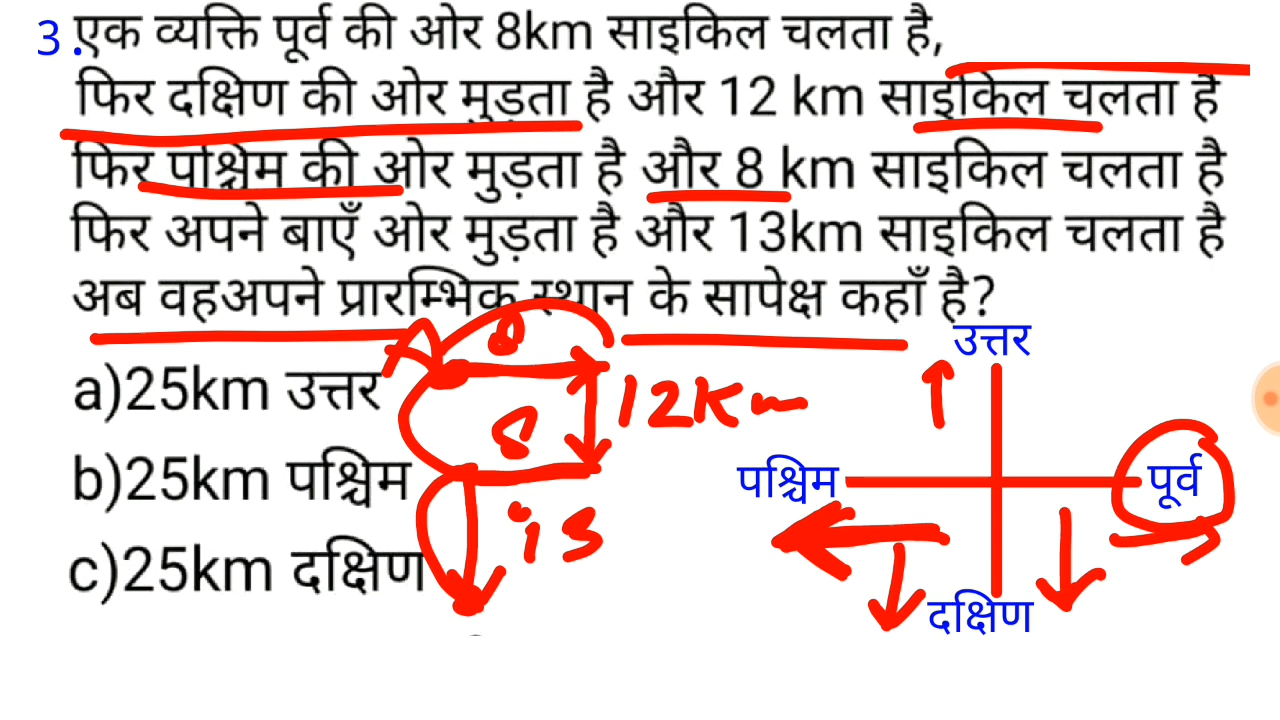 3.एक व्यक्ति पूर्व की ओर 8km साइकिल चलता है,
फिर दक्षिण की ओर मुड़ता है और 12 km साइकिल चलता है
फिर पश्चिम की ओर मुड़ता है और 8 km साइकिल चलता है
फिर अपने बाएँ ओर मुड़ता है और 13km साइकिल चलता है
अब वहअपने प्रारम्भिक स्थान के सापेक्ष कहाँ है?
a)25km उत्तर
b)25km पश्चिम
c)25km दक्षिण
A
8
12Km
उत्तर
पश्चिम
पूर्व
दक्षिण